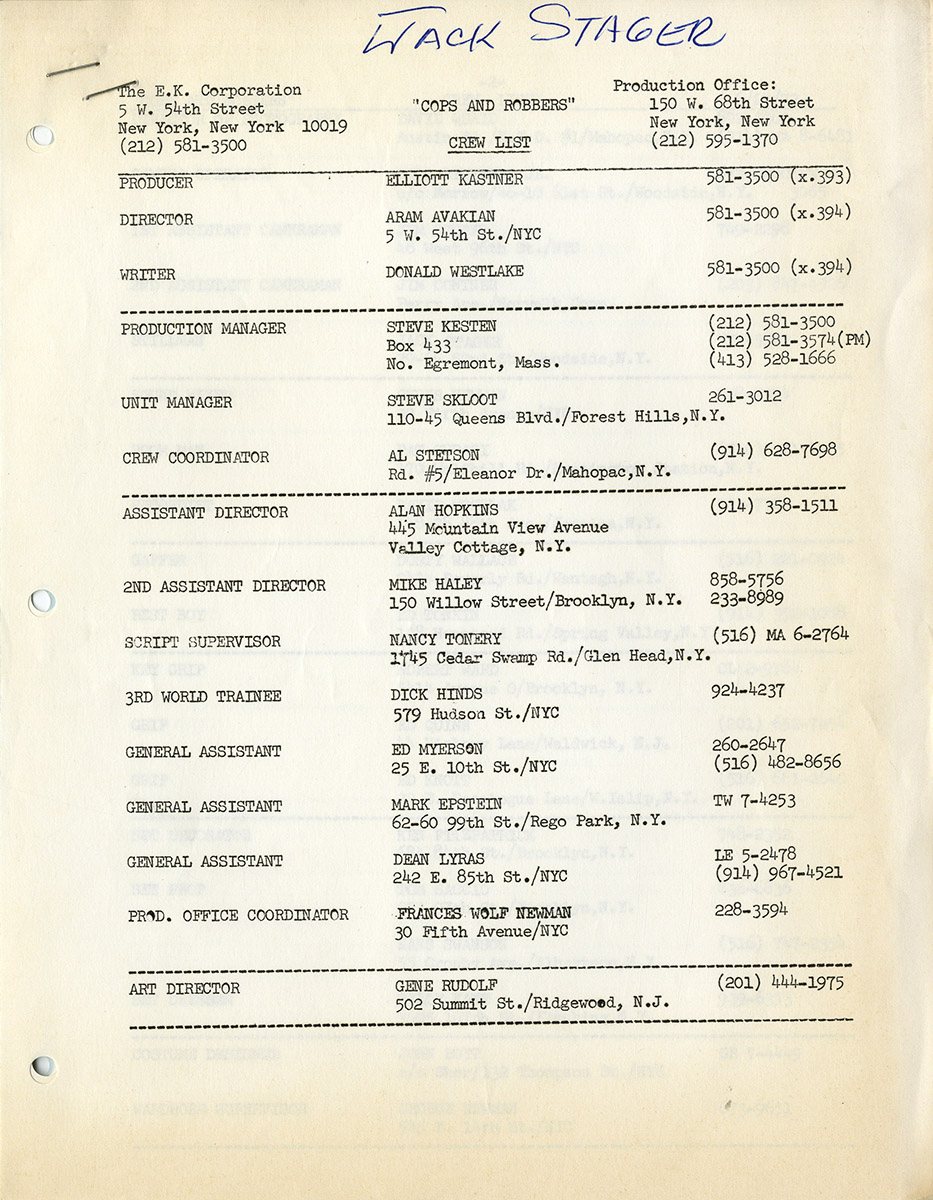 JACK STAGER
The E.K. Corporation
5 W. 54th Street
New York, New York 10019
(212) 581-3500
"COPS AND ROBBERS"
CREW LIST
Production Office:
150 W. 68th Street
New York, New York
(212) 595-1370
PRODUCER ELLIOTT KASTNER 581-3500 (x.393)
DIRECTOR ARAM AVAKIAN 581-3500 (x.394)
5 W. 54th St./NYC
WRITER DONALD WESTLAKE 581-3500 (x.394)
PRODUCTION MANAGER STEVE KESTEN (212) 581-3500
Box 433 (212) 581-3574(PM)
No. Egremont, Mass. (413) 528-1666
UNIT MANAGER STEVE SKLOOT 261-3012
110-45 Queens Blvd./Forest Hills,N.Y.
CREW COORDINATOR AL STETSON (914) 628-7698
Rd. #5/Eleanor Dr./Mahopac,N.Y.
ASSISTANT DIRECTOR ALAN HOPKINS (914) 358-1511
445 Mountain View Avenue
Valley Cottage, N.Y.
2ND ASSISTANT DIRECTOR MIKE HALEY 858-5756
150 Willow Street/Brooklyn, N.Y. 233-8989
SCRIPT SUPERVISOR NANCY TONERY (516) MA 6-2764
1745 Cedar Swamp Rd./Glen Head,N.Y.
3RD WORLD TRAINEE DICK HINDS 924-4237
579 Hudson St./NYC
GENERAL ASSISTANT ED MYERSON 260-2647
25 E. 10th St./NYC (516) 482-8656
GENERAL ASSISTANT MARK EPSTEIN TW 7-4253
62-60 99th St./Rego Park, N.Y.
GENERAL ASSISTANT DEAN LYRAS LE 5-2478
242 E. 85th St./NYC (914) 967-4521
PROD. OFFICE COORDINATOR FRANCES WOLF NEWMAN 228-3594
30 Fifth Avenue/NYC
ART DIRECTOR GENE RUDOLF (201) 444-1975
502 Summit St./Ridgewood, N.J.